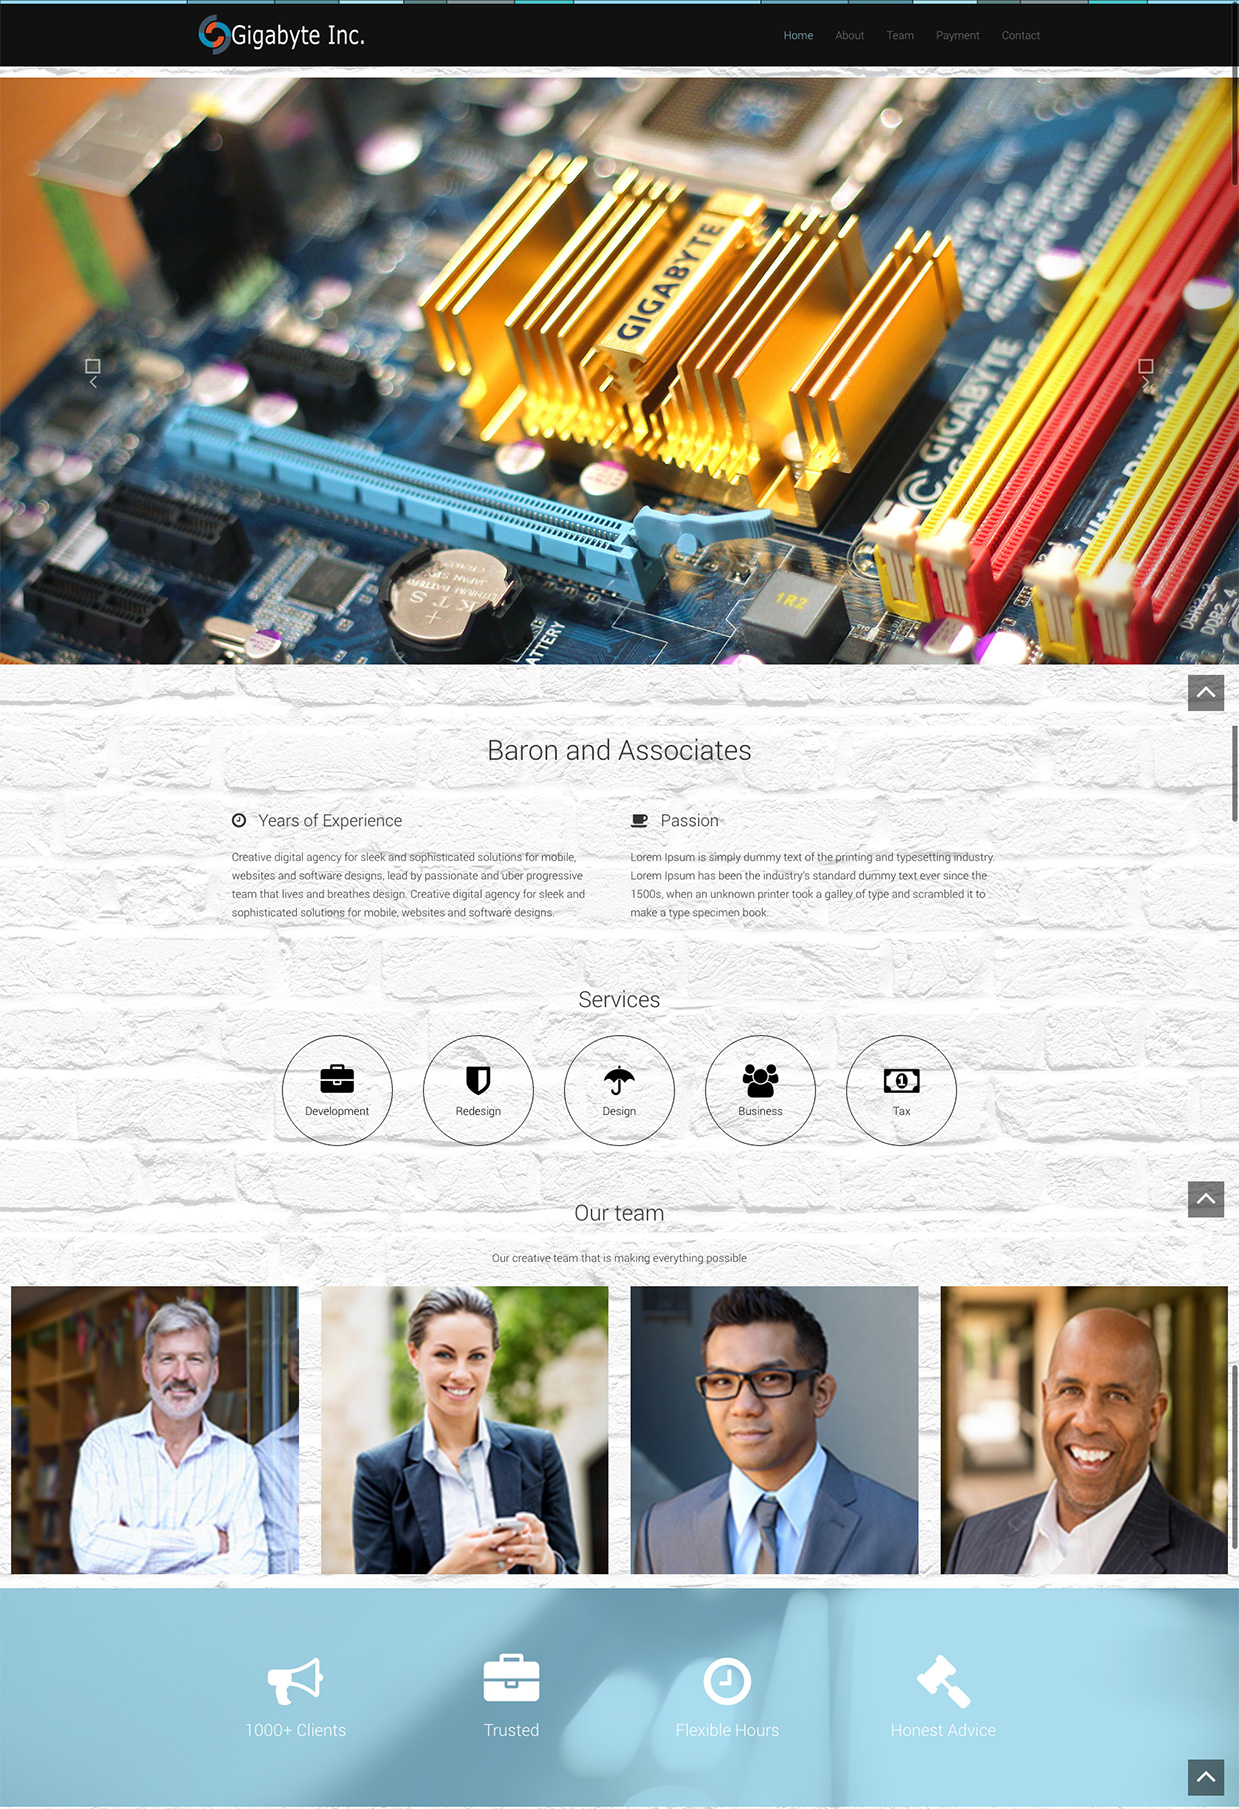 Gigabyte Inc.
Home About Team Payment Contact
GIGABYTE
GIGABYTE
1R2
KTS
DDR2_4
Baron and Associates
Years of Experience
Creative digital agency for sleek and sophisticated solutions for mobile,
websites and software designs, lead by passionate and uber progressive
team that lives and breathes design. Creative digital agency for sleek and
sophisticated solutions for mobile, websites and software designs.
Passion
Lorem Ipsum is simply dummy text of the printing and typesetting industry.
Lorem Ipsum has been the industry's standard dummy text ever since the
1500s, when an unknown printer took a galley of type and scrambled it to
make a type specimen book.
Services
Development
Redesign
Design
Business
1
Tax
Our team
Our creative team that is making everything possible
1000+ Clients
Trusted
Flexible Hours
Honest Advice